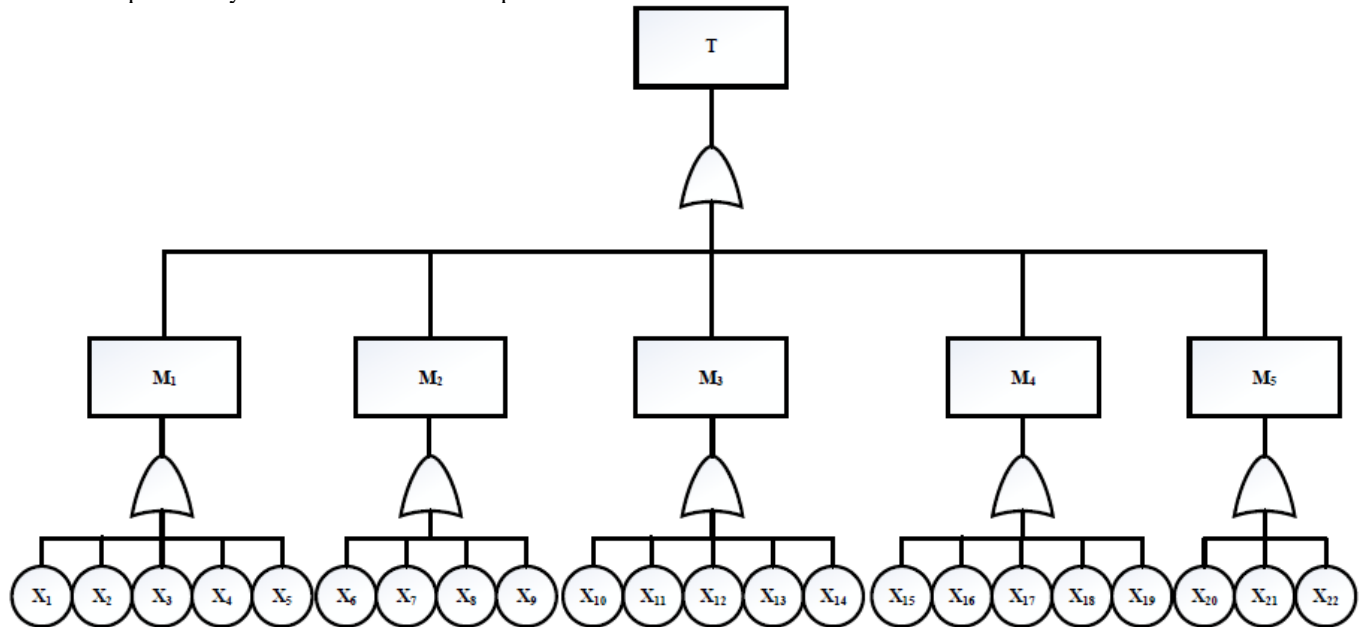 T
M₁ M₂ M₃ M₄ M₅
X₁ X₂ X₃ X₄ X₅ X₆ X₇ X₈ X₉ X₁₀ X₁₁ X₁₂ X₁₃ X₁₄ X₁₅ X₁₆ X₁₇ X₁₈ X₁₉ X₂₀ X₂₁ X₂₂